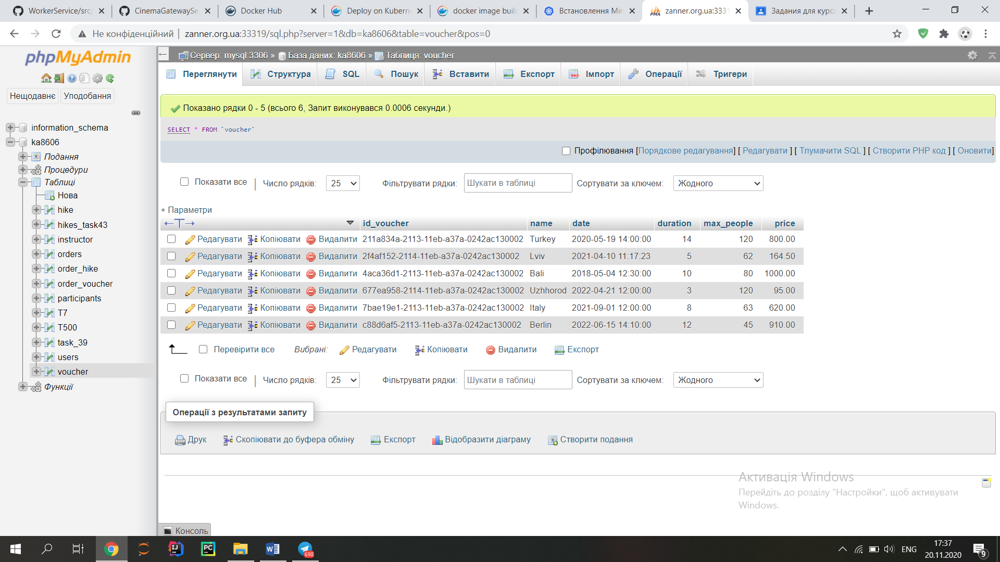 WorkerService/src/
CinemaGatewaySe
Docker Hub
Deploy on Kuberne
docker image buil
Встановлення Min
zanner.org.ua:3331
Задания для курса
Не конфіденційний
zanner.org.ua:33319/sql.php?server=1&db=ka8606&table=voucher&pos=0
phpMyAdmin
Нещодавнє Уподобання
information_schema
ka8606
Подання
Процедури
Таблиці
Нова
hike
hikes_task43
instructor
orders
order_hike
order_voucher
participants
T7
T500
task_39
users
voucher
Функції
Сервер: mysql:3306 » База даних: ka8606 » Таблиця: voucher
Переглянути Структура SQL Пошук Вставити Експорт Імпорт Операції Тригери
Показано рядки 0 - 5 (всього 6, Запит виконувався 0.0006 секунди.)
SELECT * FROM `voucher`
Профілювання [Порядкове редагування] [ Редагувати ] [ Тлумачити SQL ] [ Створити PHP код ] [ Оновити]
Показати все | Число рядків: 25 Фільтрувати рядки: Шукати в таблиці Сортувати за ключем: Жодного
+ Параметри
←T→ id_voucher name date duration max_people price
Редагувати Копіювати Видалити 211a834a-2113-11eb-a37a-0242ac130002 Turkey 2020-05-19 14:00:00 14 120 800.00
Редагувати Копіювати Видалити 2f4af152-2114-11eb-a37a-0242ac130002 Lviv 2021-04-10 11:17:23 5 62 164.50
Редагувати Копіювати Видалити 4aca36d1-2113-11eb-a37a-0242ac130002 Bali 2018-05-04 12:30:00 10 80 1000.00
Редагувати Копіювати Видалити 677ea958-2114-11eb-a37a-0242ac130002 Uzhhorod 2022-04-21 12:00:00 3 120 95.00
Редагувати Копіювати Видалити 7bae19e1-2113-11eb-a37a-0242ac130002 Italy 2021-09-01 12:00:00 8 63 620.00
Редагувати Копіювати Видалити c88d6af5-2113-11eb-a37a-0242ac130002 Berlin 2022-06-15 14:10:00 12 45 910.00
Перевірити все Вибрані: Редагувати Копіювати Видалити Експорт
Показати все | Число рядків: 25 Фільтрувати рядки: Шукати в таблиці Сортувати за ключем: Жодного
Операції з результатами запиту
Друк Скопіювати до буфера обміну Експорт Відобразити діаграму Створити подання
Активація Windows
Перейдіть до розділу "Настройки", щоб активувати
Windows.
Консоль
690
ENG
17:37
20.11.2020
9